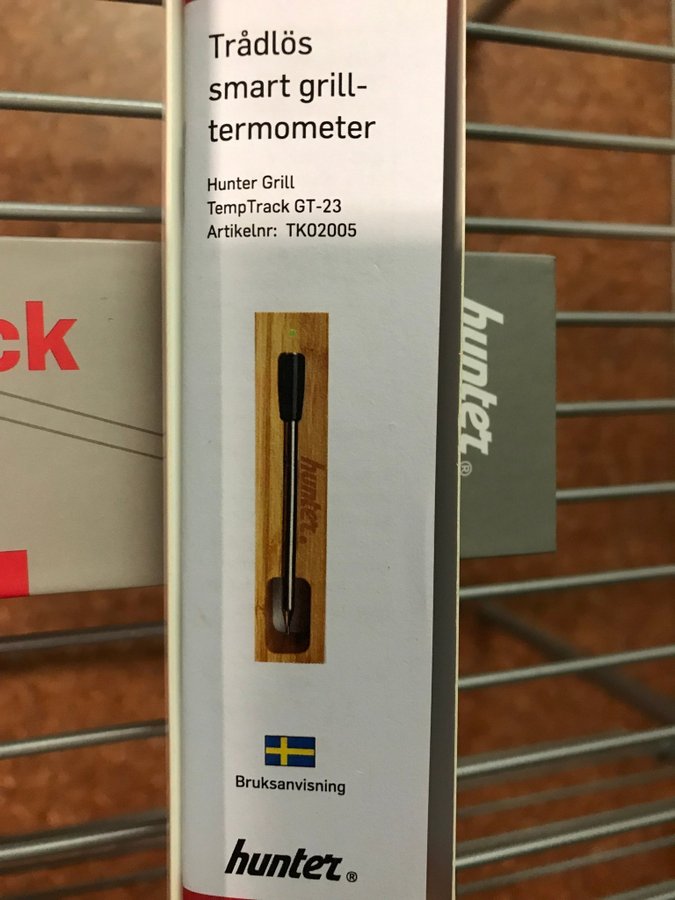 Trådlös
smart grill-
termometer
Hunter Grill
TempTrack GT-23
Artikelnr: TK02005
ck
hunter®
hunter.
Bruksanvisning
hunter®